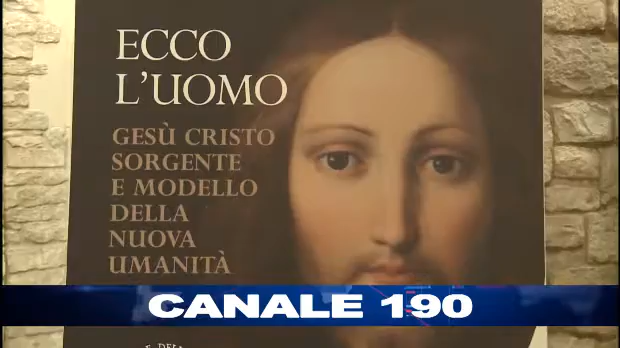 ECCO
L'UOMO
GESÙ CRISTO
SORGENTE
E MODELLO
DELLA
NUOVA
UMANITÀ
CANALE 190